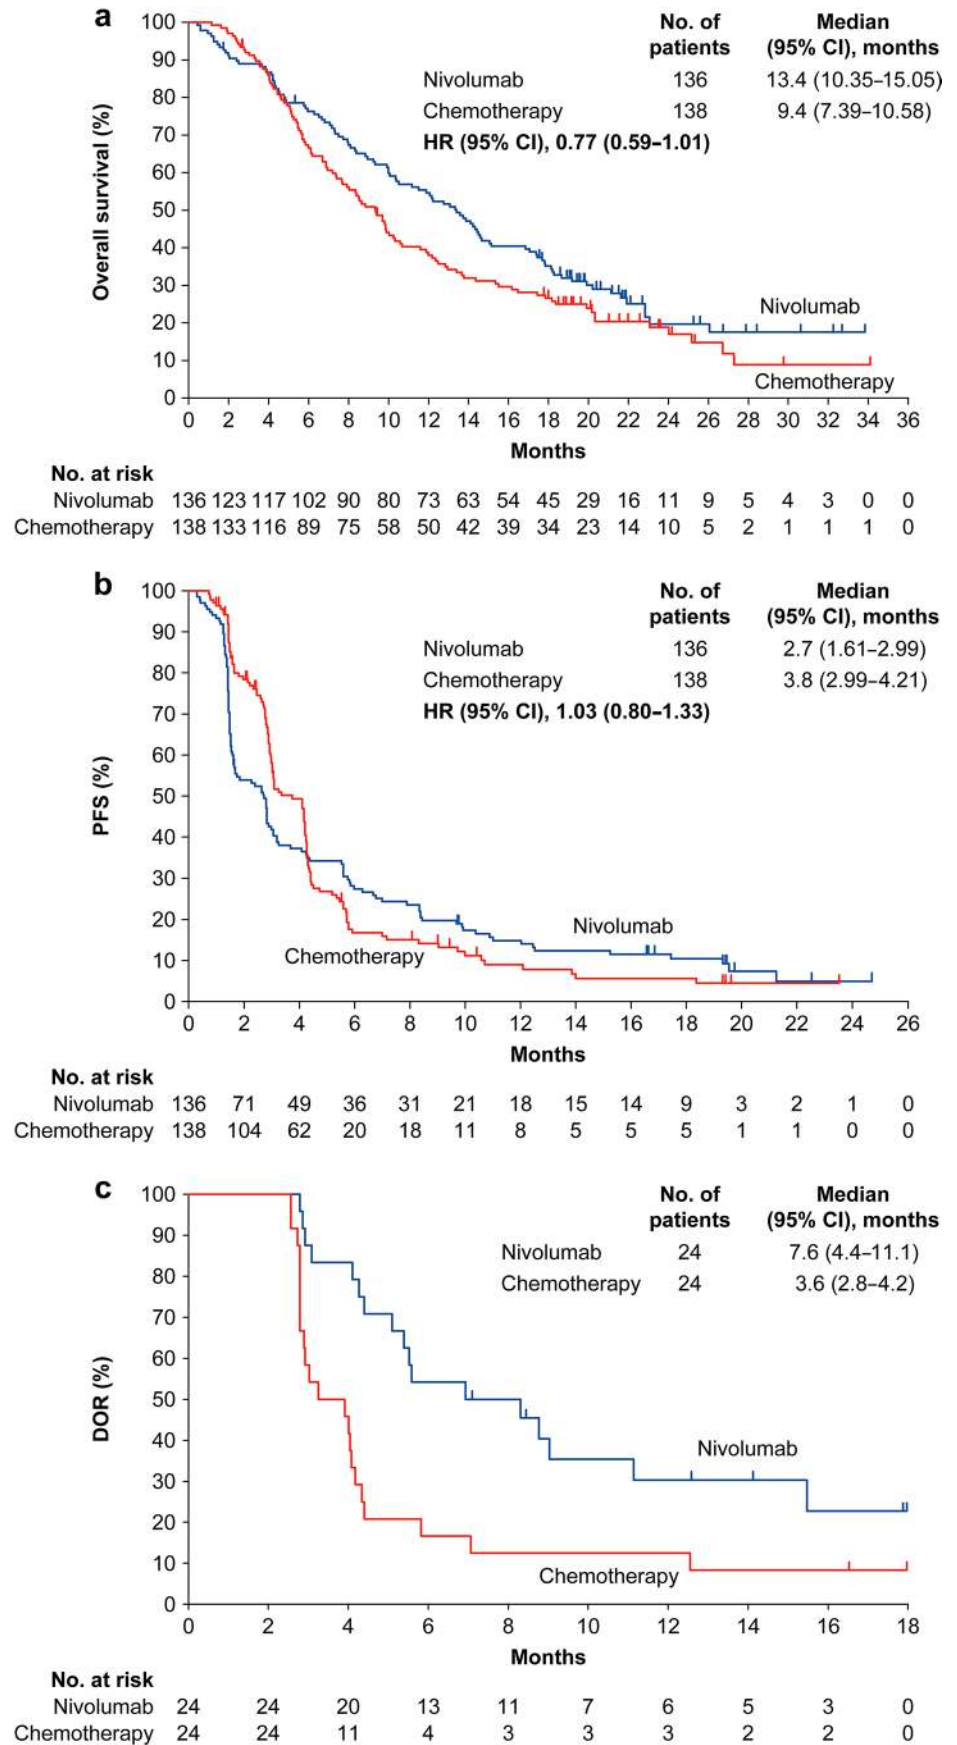 a
No. of patients
Median (95% CI), months
Nivolumab 136 13.4 (10.35–15.05)
Chemotherapy 138 9.4 (7.39–10.58)
HR (95% CI), 0.77 (0.59–1.01)
Overall survival (%)
100
90
80
70
60
50
40
30
20
10
0
Nivolumab
Chemotherapy
0 2 4 6 8 10 12 14 16 18 20 22 24 26 28 30 32 34 36
Months
No. at risk
Nivolumab 136 123 117 102 90 80 73 63 54 45 29 16 11 9 5 4 3 0 0
Chemotherapy 138 133 116 89 75 58 50 42 39 34 23 14 10 5 2 1 1 1 0
b
No. of patients
Median (95% CI), months
Nivolumab 136 2.7 (1.61–2.99)
Chemotherapy 138 3.8 (2.99–4.21)
HR (95% CI), 1.03 (0.80–1.33)
PFS (%)
100
90
80
70
60
50
40
30
20
10
0
Nivolumab
Chemotherapy
0 2 4 6 8 10 12 14 16 18 20 22 24 26
Months
No. at risk
Nivolumab 136 71 49 36 31 21 18 15 14 9 3 2 1 0
Chemotherapy 138 104 62 20 18 11 8 5 5 5 1 1 0 0
c
No. of patients
Median (95% CI), months
Nivolumab 24 7.6 (4.4–11.1)
Chemotherapy 24 3.6 (2.8–4.2)
DOR (%)
100
90
80
70
60
50
40
30
20
10
0
Nivolumab
Chemotherapy
0 2 4 6 8 10 12 14 16 18
Months
No. at risk
Nivolumab 24 24 20 13 11 7 6 5 3 0
Chemotherapy 24 24 11 4 3 3 3 2 2 0